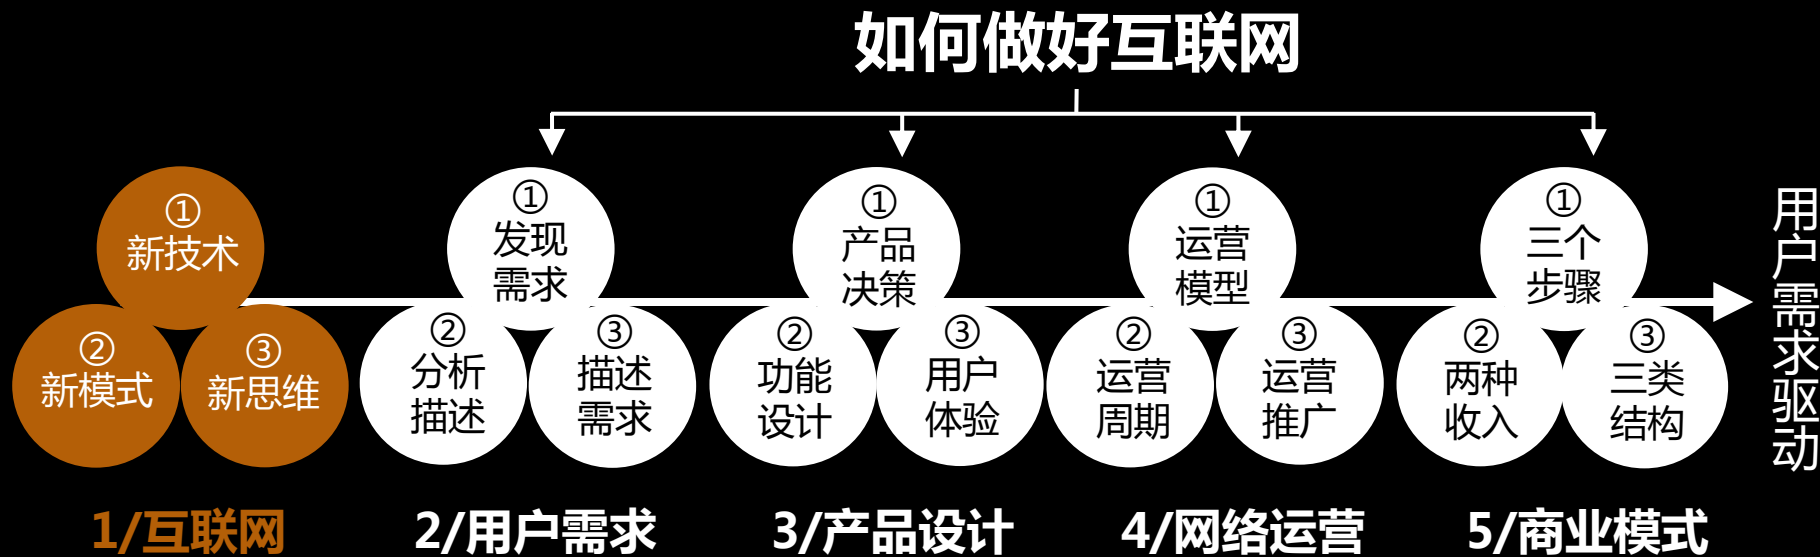 如何做好互联网
①
新技术
②
新模式
③
新思维
①
发现
需求
②
分析
描述
③
描述
需求
①
产品
决策
②
功能
设计
③
用户
体验
①
运营
模型
②
运营
周期
③
运营
推广
①
三个
步骤
②
两种
收入
③
三类
结构
用户需求驱动
1/互联网
2/用户需求
3/产品设计
4/网络运营
5/商业模式